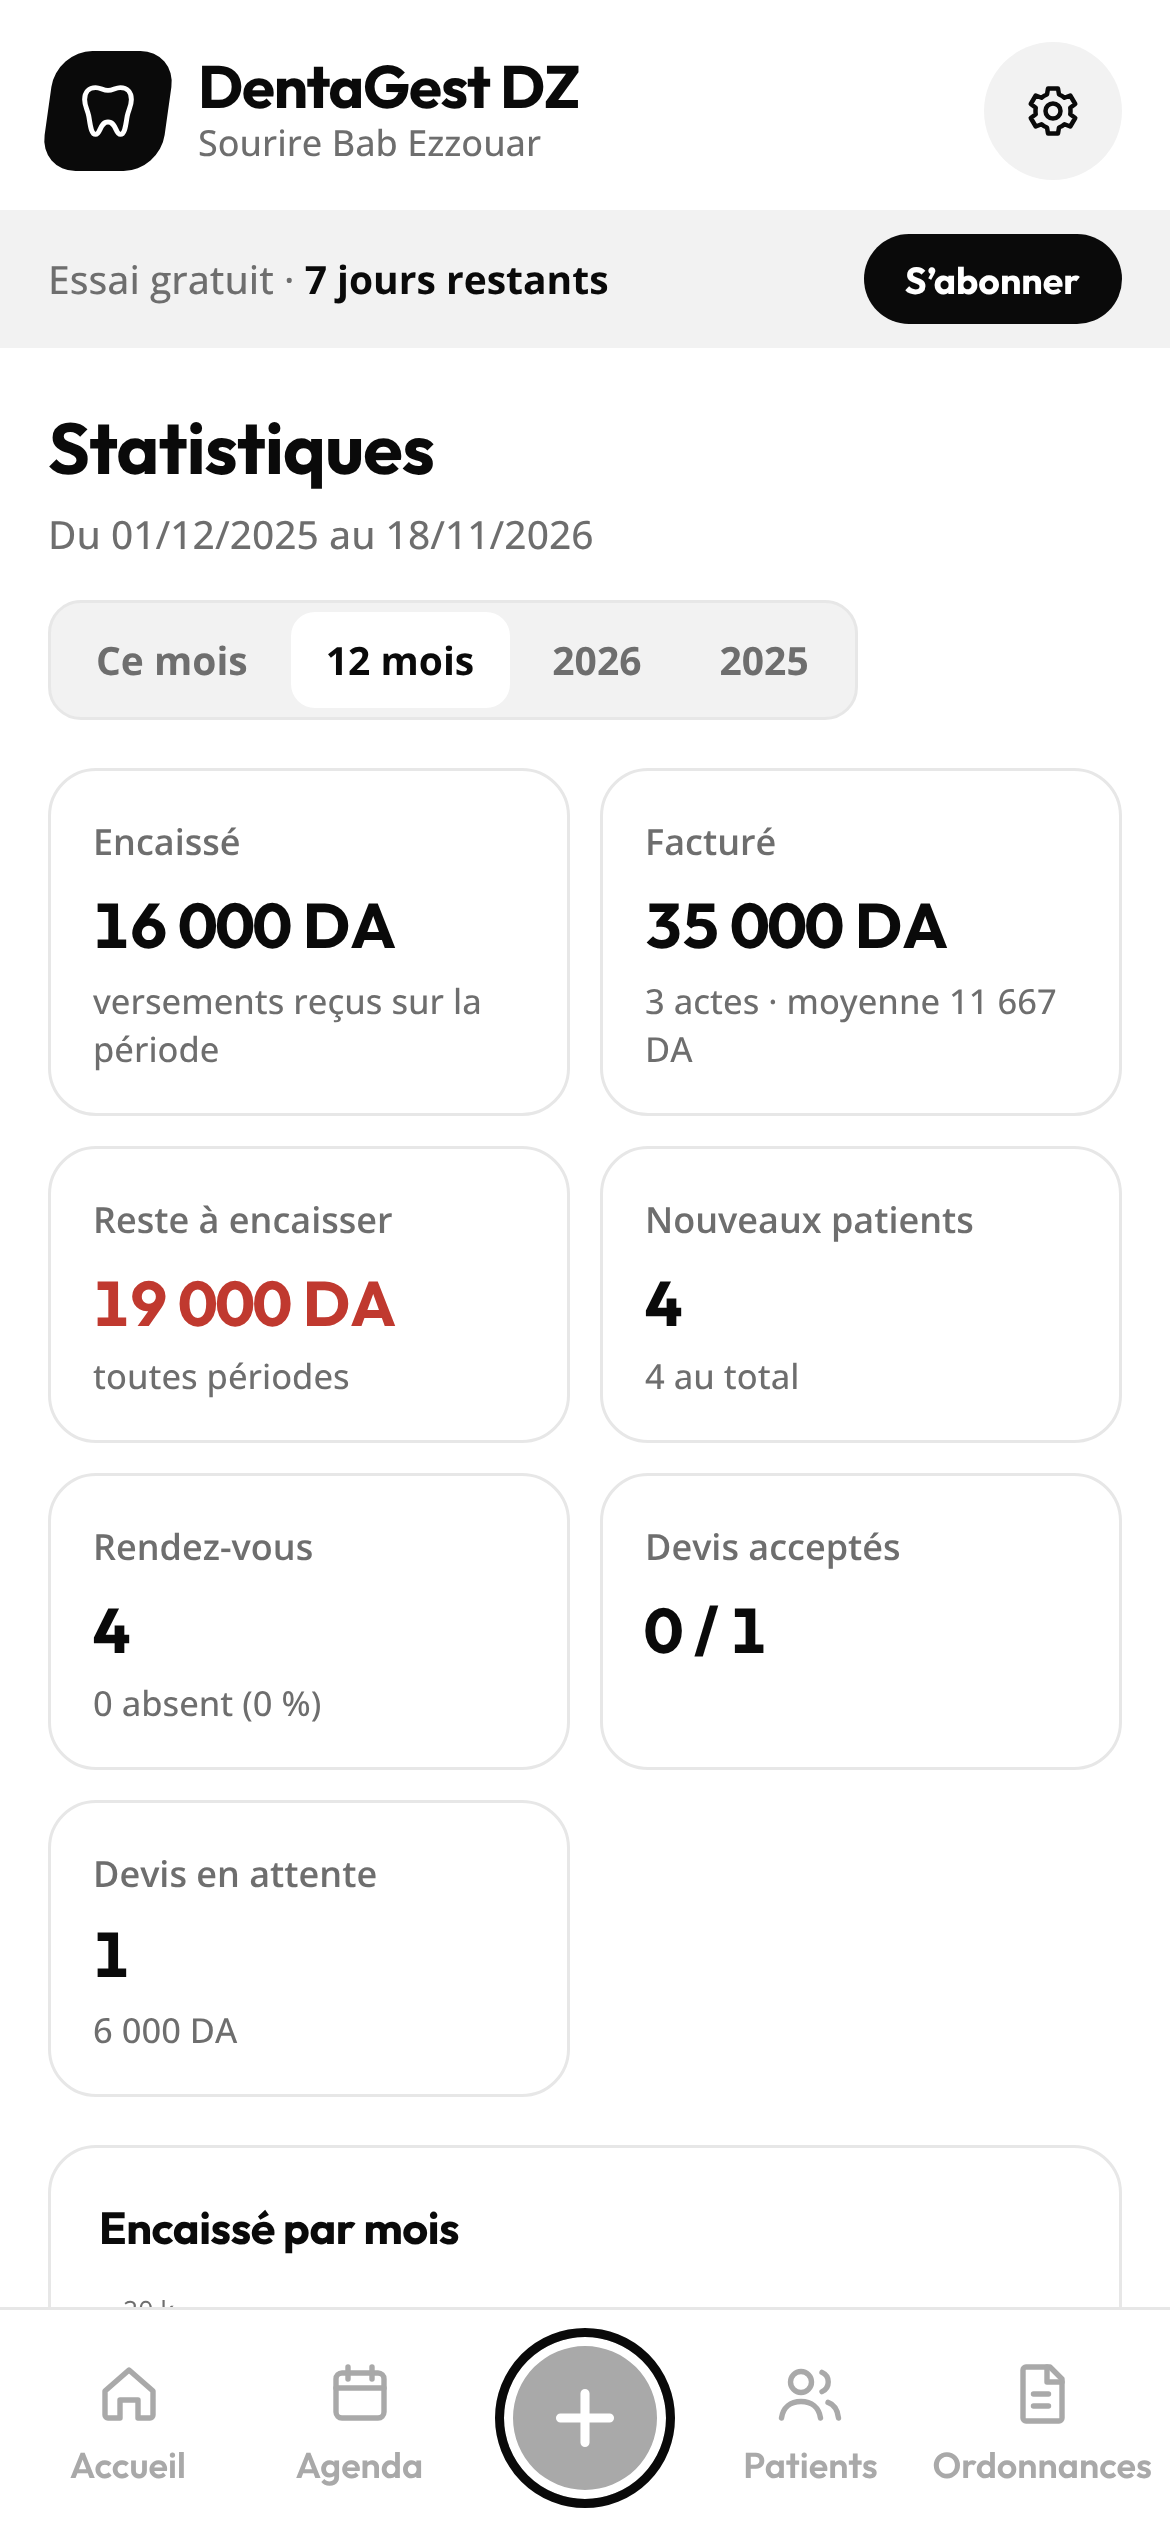 DentaGest DZ
Sourire Bab Ezzouar
Essai gratuit · 7 jours restants
S’abonner
Statistiques
Du 01/12/2025 au 18/11/2026
Ce mois 12 mois 2026 2025
Encaissé
16 000 DA
versements reçus sur la
période
Facturé
35 000 DA
3 actes · moyenne 11 667
DA
Reste à encaisser
19 000 DA
toutes périodes
Nouveaux patients
4
4 au total
Rendez-vous
4
0 absent (0 %)
Devis acceptés
0 / 1
Devis en attente
1
6 000 DA
Encaissé par mois
Accueil
Agenda
Patients
Ordonnances